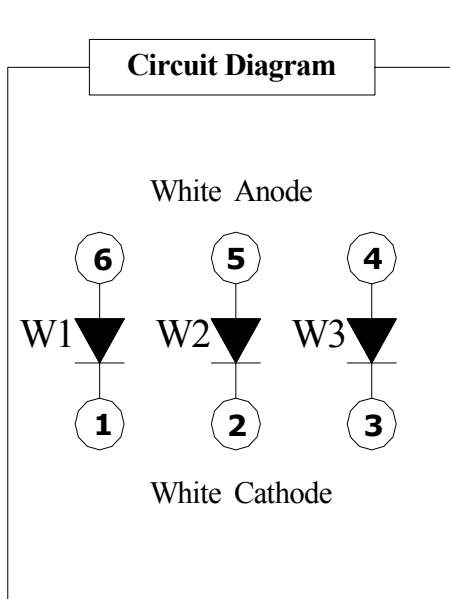 Circuit Diagram
White Anode
6 5 4
W1 W2 W3
1 2 3
White Cathode